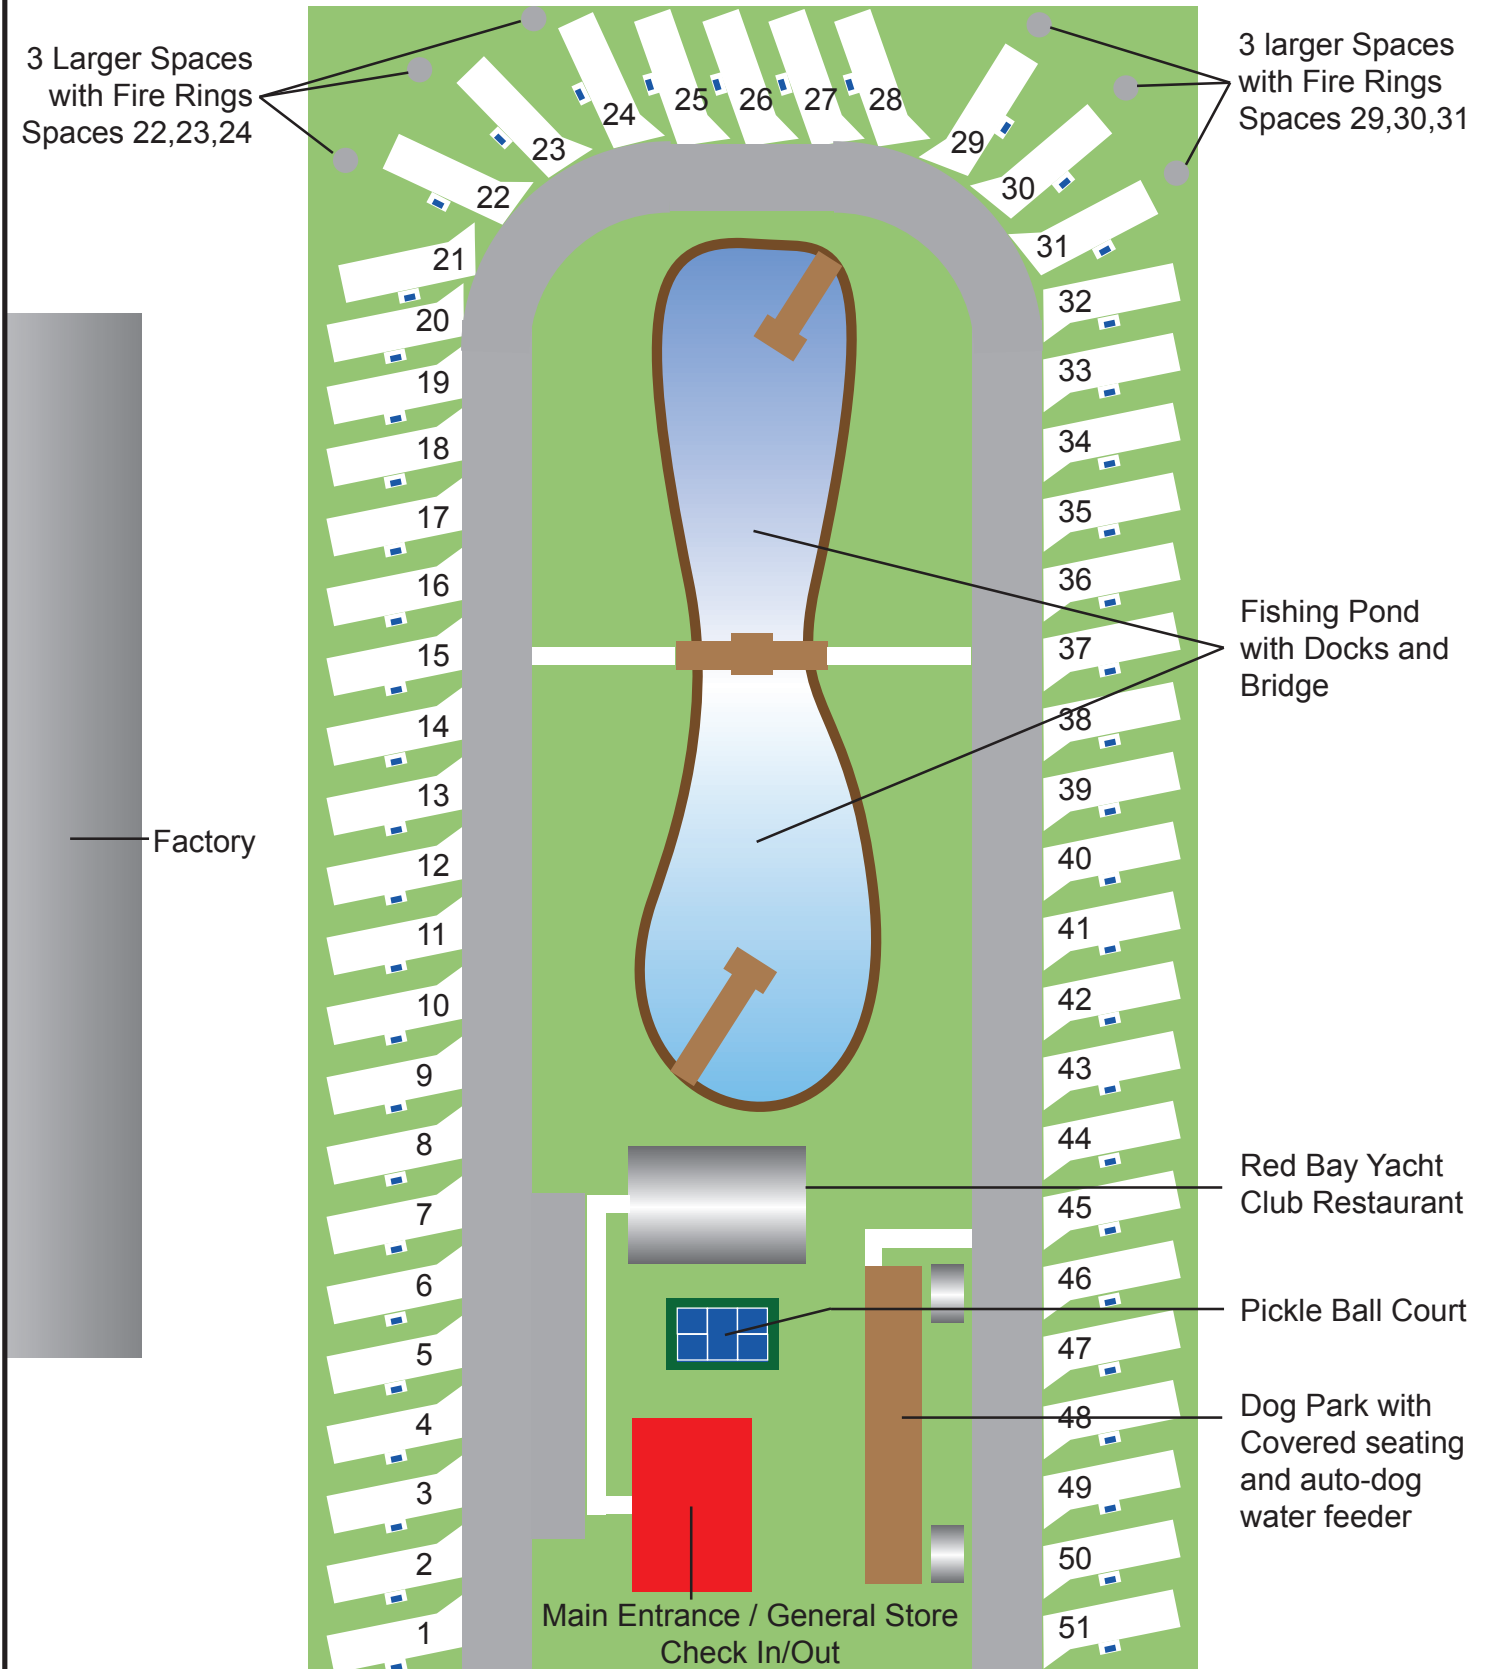 3 Larger Spaces
with Fire Rings
Spaces 22,23,24
3 larger Spaces
with Fire Rings
Spaces 29,30,31
24
25
26
27
28
23
29
22
30
21
31
20
32
19
33
18
34
17
35
16
36
15
37
14
38
13
39
12
40
11
41
10
42
9
43
8
44
7
45
6
46
5
47
4
48
3
49
2
50
1
51
Factory
Fishing Pond
with Docks and
Bridge
Red Bay Yacht
Club Restaurant
Pickle Ball Court
Dog Park with
Covered seating
and auto-dog
water feeder
Main Entrance / General Store
Check In/Out